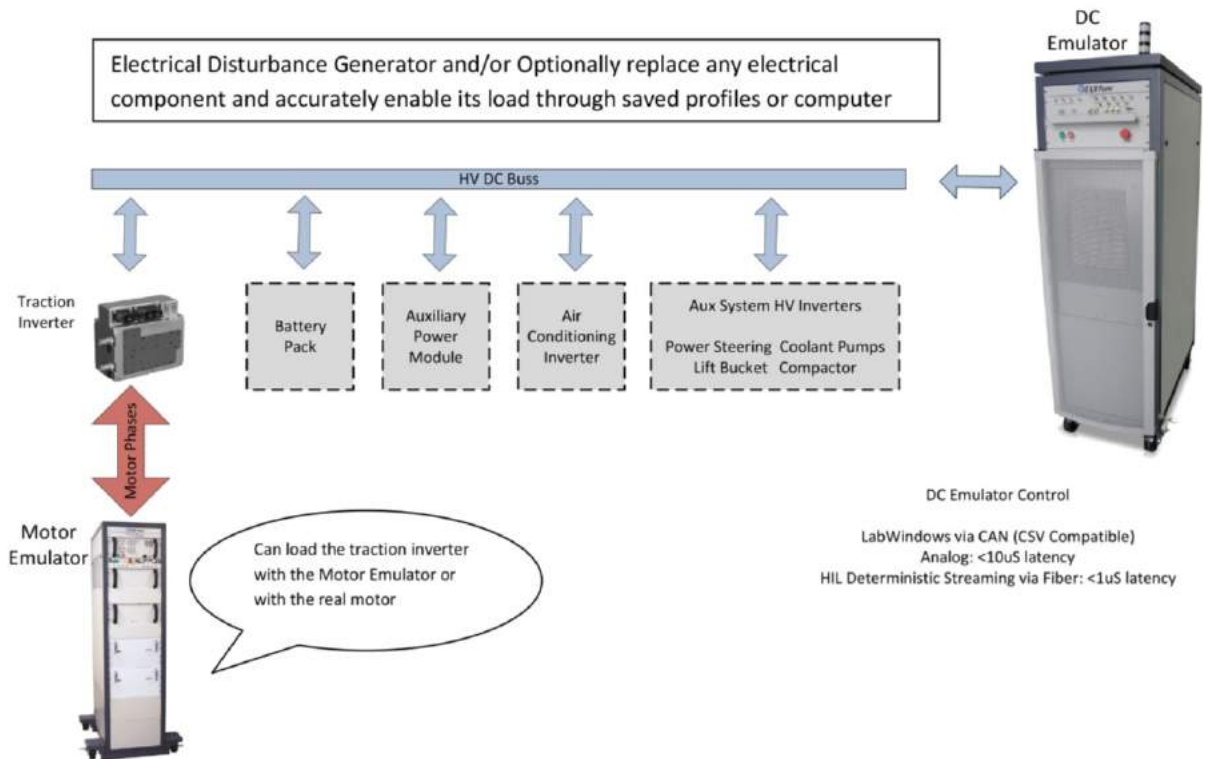 DC
Emulator
Electrical Disturbance Generator and/or Optionally replace any electrical
component and accurately enable its load through saved profiles or computer
HV DC Buss
Traction
Inverter
Battery
Pack
Auxiliary
Power
Module
Air
Conditioning
Inverter
Aux System HV Inverters
Power Steering Coolant Pumps
Lift Bucket Compactor
Motor Phases
Motor
Emulator
Can load the traction inverter
with the Motor Emulator or
with the real motor
DC Emulator Control
LabWindows via CAN (CSV Compatible)
Analog: <10uS latency
HIL Deterministic Streaming via Fiber: <1uS latency